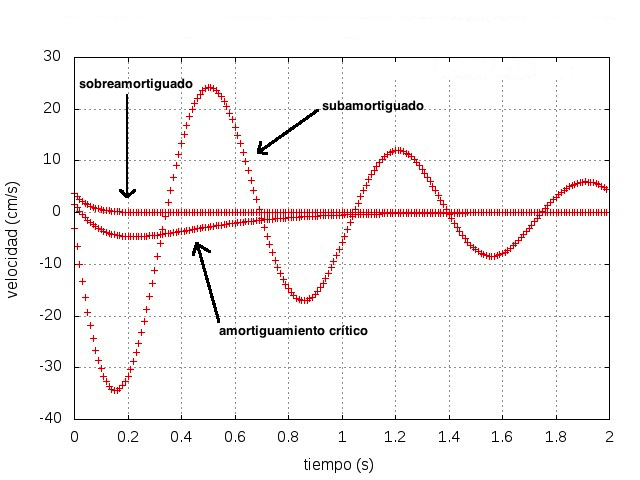 30
20
10
0
-10
-20
-30
-40
velocidad (cm/s)
sobreamortiguado
subamortiguado
amortiguamiento crítico
0 0.2 0.4 0.6 0.8 1 1.2 1.4 1.6 1.8 2
tiempo (s)